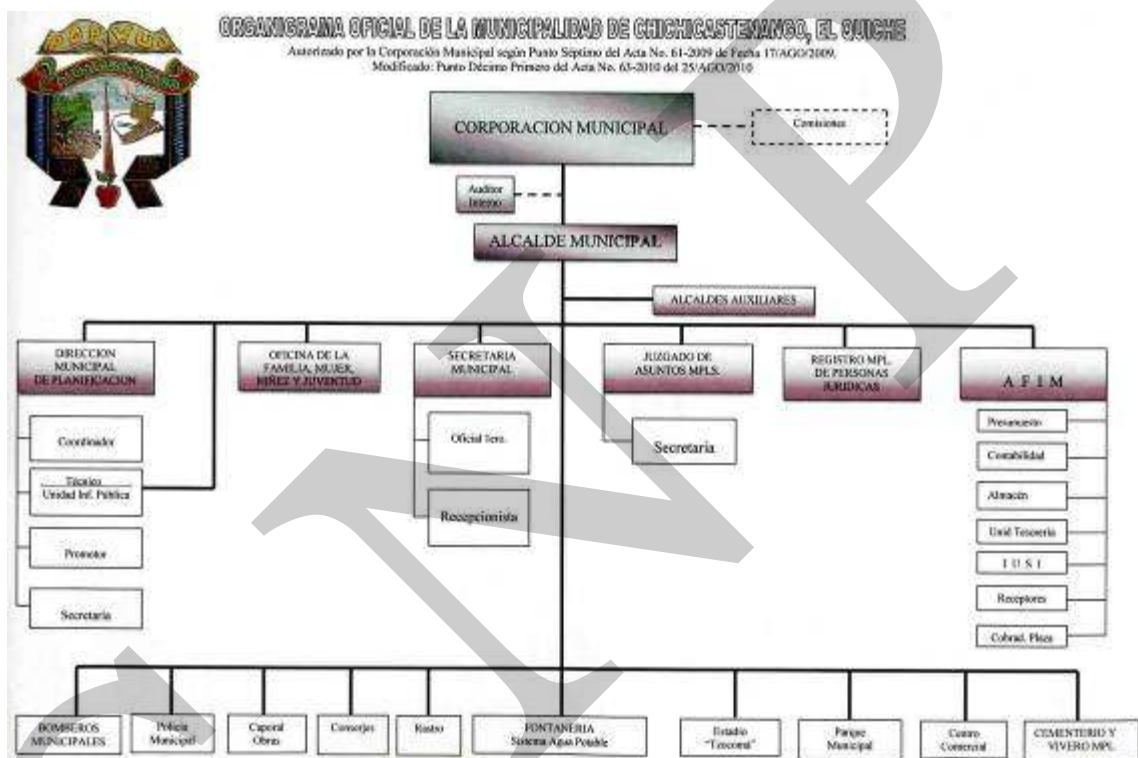 ORGANIGRAMA OFICIAL DE LA MUNICIPALIDAD DE CHICHICASTENANGO, EL QUICHE
Autorizado por la Corporación Municipal según Punto Séptimo del Acta No. 61-2009 de Fecha 17/AGO/2009.
Modificado: Punto Décimo Primero del Acta No. 63-2010 del 25/AGO/2010
CORPORACION MUNICIPAL
Comisiones
Auditor
Interno
ALCALDE MUNICIPAL
ALCALDES AUXILIARES
DIRECCION
MUNICIPAL
DE PLANIFICACION
OFICINA DE LA
FAMILIA, MUJER,
NIÑEZ Y JUVENTUD
SECRETARIA
MUNICIPAL
JUZGADO DE
ASUNTOS MPLS.
REGISTRO MPL.
DE PERSONAS
JURIDICAS
A F I M
Coordinador
Técnico
Unidad Inf. Pública
Promotor
Secretaria
Oficial 1ero.
Recepcionista
Secretaria
Presupuesto
Contabilidad
Almacén
Unid Tesorería
I U S I
Receptores
Cobrad. Plaza
BOMBEROS
MUNICIPALES
Policía
Municipal
Caporal
Obras
Conserjes
Rastro
FONTANERIA
Sistema Agua Potable
Estadio
Parque
Municipal
Centro
Comercial
CEMENTERIO Y
VIVERO MPL.